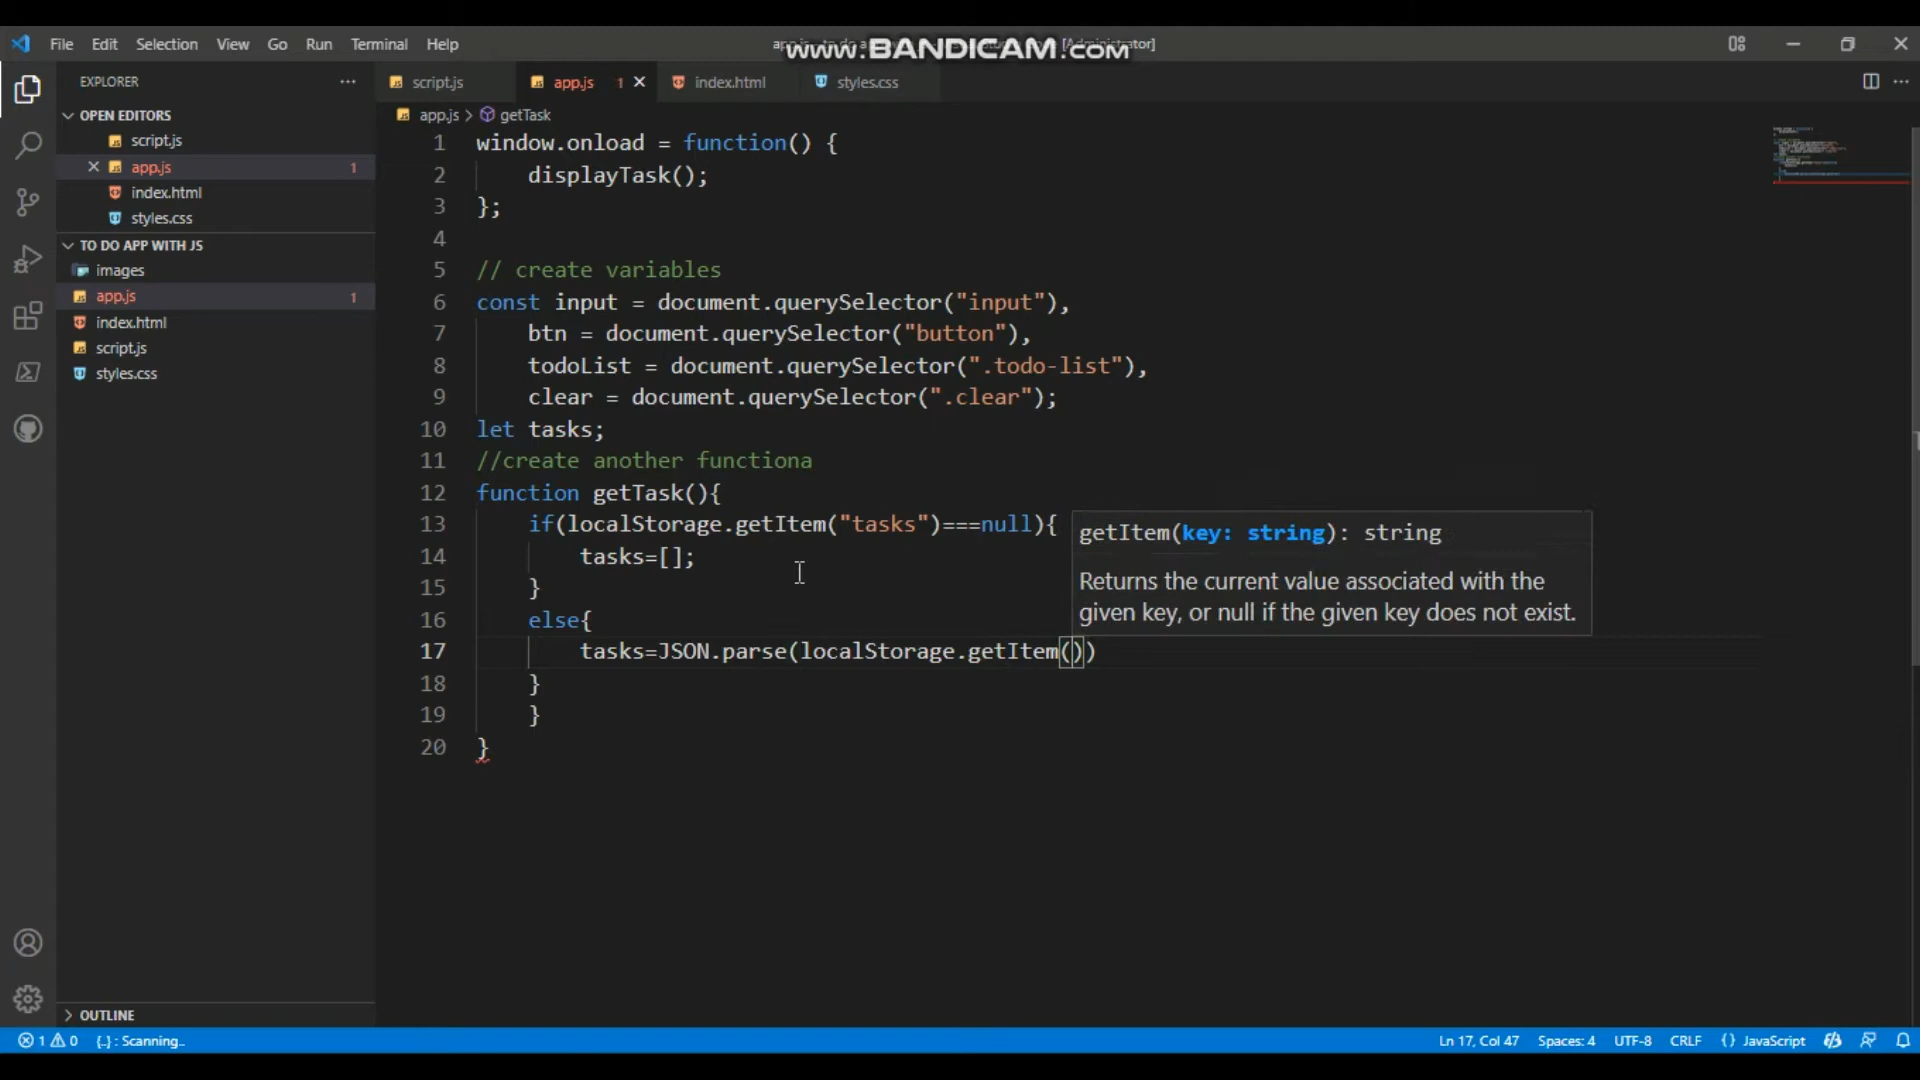 File Edit Selection View Go Run Terminal Help
www.BANDICAM.com
EXPLORER
script.js app.js 1 index.html styles.css
OPEN EDITORS
script.js
app.js 1
index.html
styles.css
TO DO APP WITH JS
images
app.js 1
index.html
script.js
styles.css
OUTLINE
app.js > getTask
1 window.onload = function() {
2 displayTask();
3 };
4
5 // create variables
6 const input = document.querySelector("input"),
7 btn = document.querySelector("button"),
8 todoList = document.querySelector(".todo-list"),
9 clear = document.querySelector(".clear");
10 let tasks;
11 //create another functiona
12 function getTask(){
13 if(localStorage.getItem("tasks")===null){
14 tasks=[];
15 }
16 else{
17 tasks=JSON.parse(localStorage.getItem())
18 }
19 }
20 }
getItem(key: string): string
Returns the current value associated with the
given key, or null if the given key does not exist.
1 0 {..} : Scanning.. Ln 17, Col 47 Spaces: 4 UTF-8 CRLF {} JavaScript